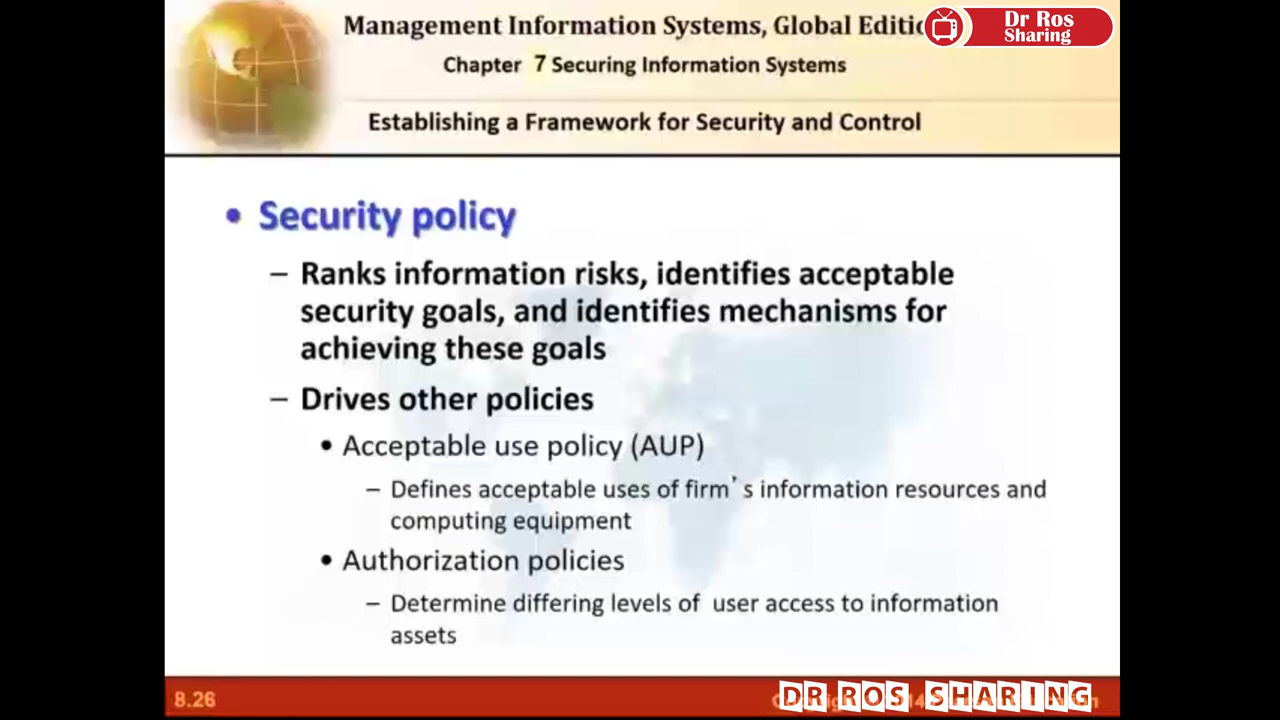 Management Information Systems, Global Editi
Dr Ros
Sharing
Chapter 7 Securing Information Systems
Establishing a Framework for Security and Control
• Security policy
– Ranks information risks, identifies acceptable
security goals, and identifies mechanisms for
achieving these goals
– Drives other policies
• Acceptable use policy (AUP)
– Defines acceptable uses of firm’s information resources and
computing equipment
• Authorization policies
– Determine differing levels of user access to information
assets
8.26
DR ROS SHARING